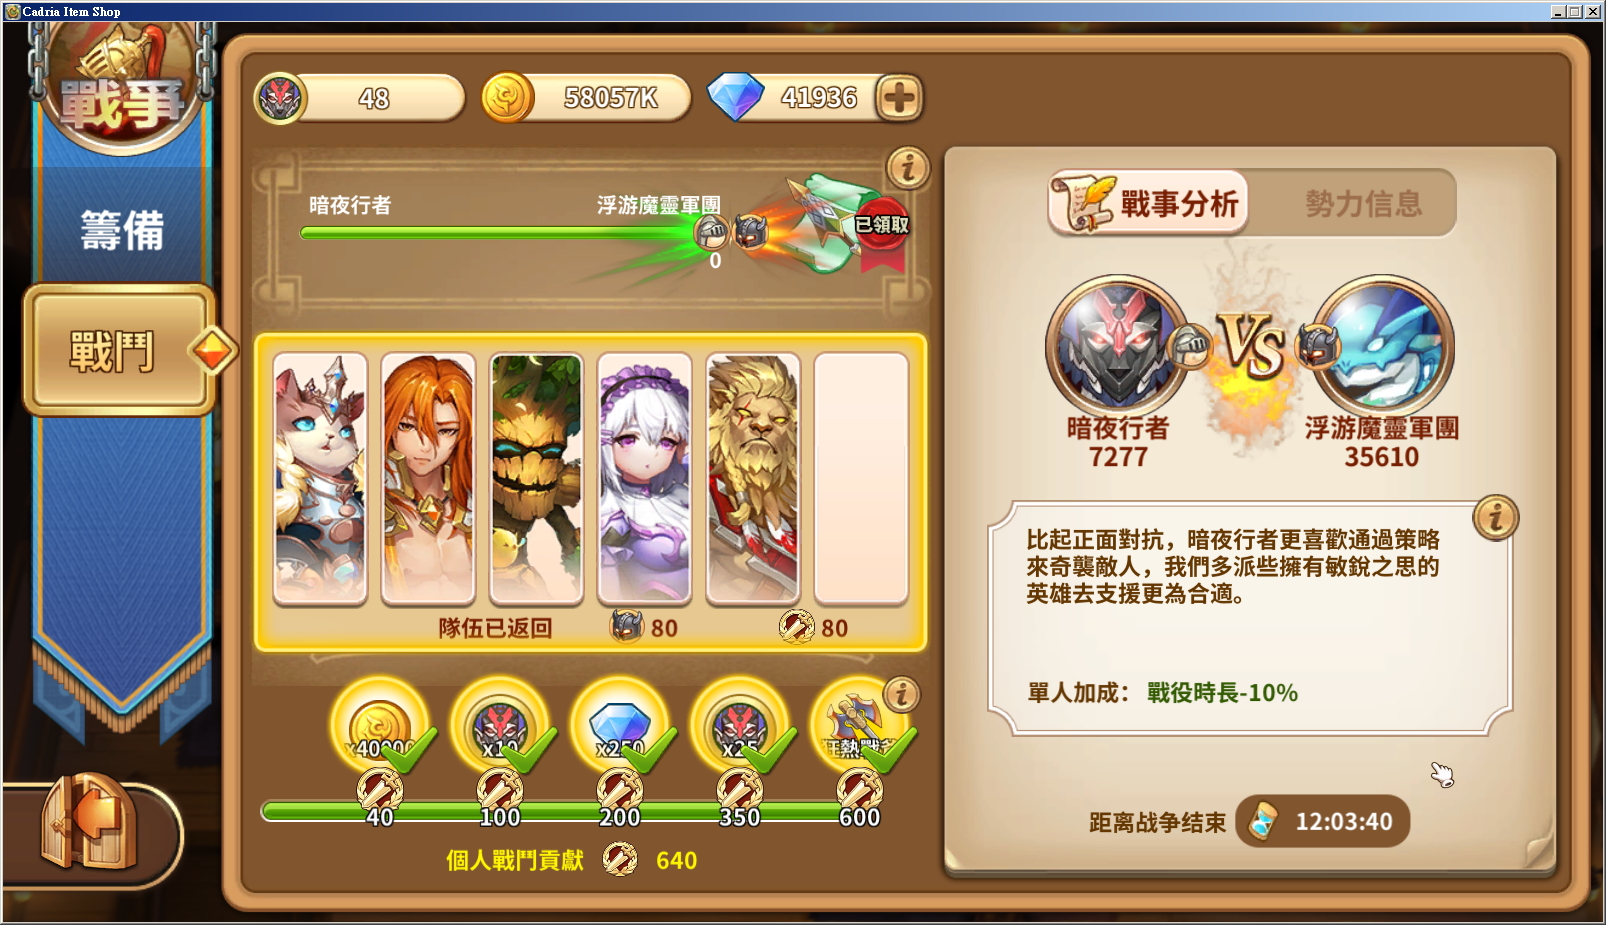 Cadria Item Shop
戰爭
籌備
戰鬥
48
58057K
41936
暗夜行者
浮游魔靈軍團
已領取
0
隊伍已返回
80
80
x10
x250
x25
40
100
200
350
600
個人戰鬥貢獻
640
戰事分析
勢力信息
VS
暗夜行者
7277
浮游魔靈軍團
35610
比起正面對抗，暗夜行者更喜歡通過策略
來奇襲敵人，我們多派些擁有敏銳之思的
英雄去支援更為合適。
單人加成： 戰役時長-10%
距离战争结束
12:03:40